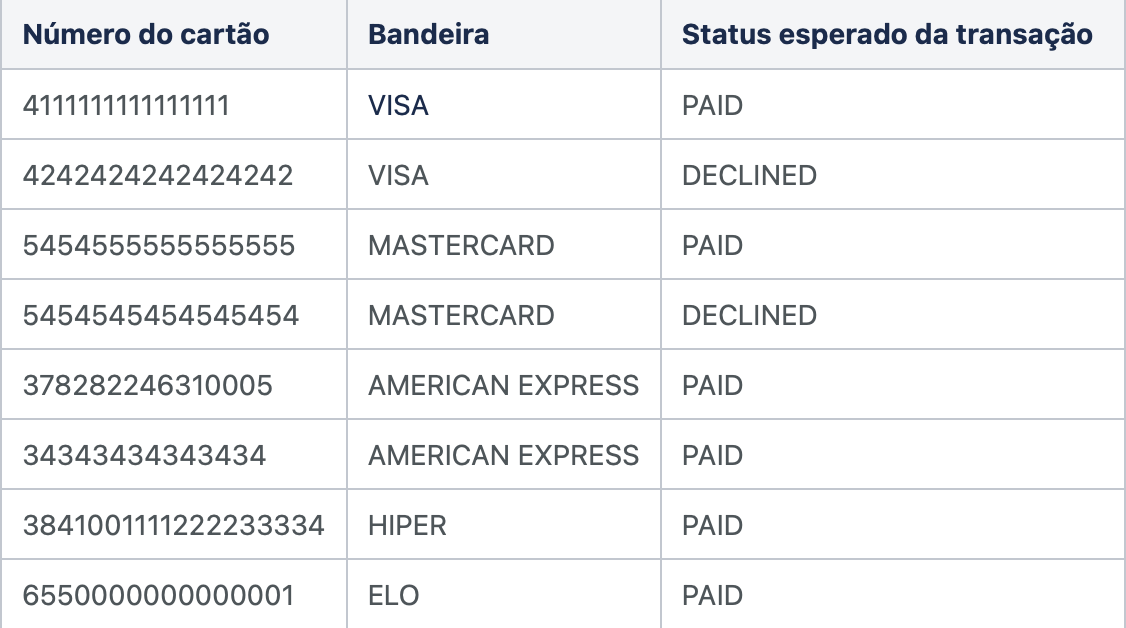 Número do cartão Bandeira Status esperado da transação
4111111111111111 VISA PAID
4242424242424242 VISA DECLINED
5454555555555555 MASTERCARD PAID
5454545454545454 MASTERCARD DECLINED
378282246310005 AMERICAN EXPRESS PAID
34343434343434 AMERICAN EXPRESS PAID
3841001111222233334 HIPER PAID
6550000000000001 ELO PAID